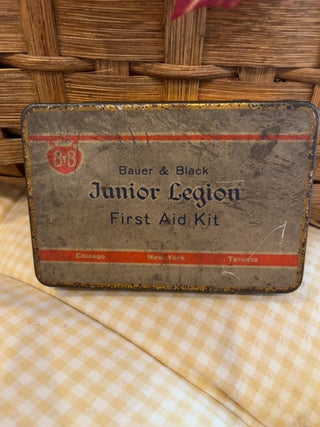 B&B
Bauer & Black
Junior Legion
First Aid Kit
Chicago New York Toronto